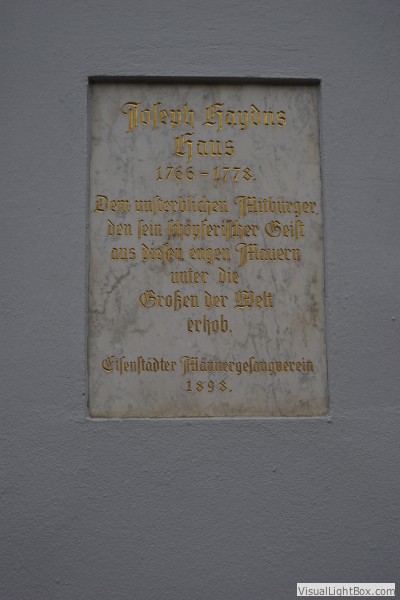 Joseph Haydns
Haus
1766 - 1778.
Dem unsterblichen Mitbürger,
den sein schöpferischer Geist
aus diesen engen Mauern
unter die
Großen der Welt
erhob.
Eisenstädter Männergesangverein
1898.
VisualLightBox.com